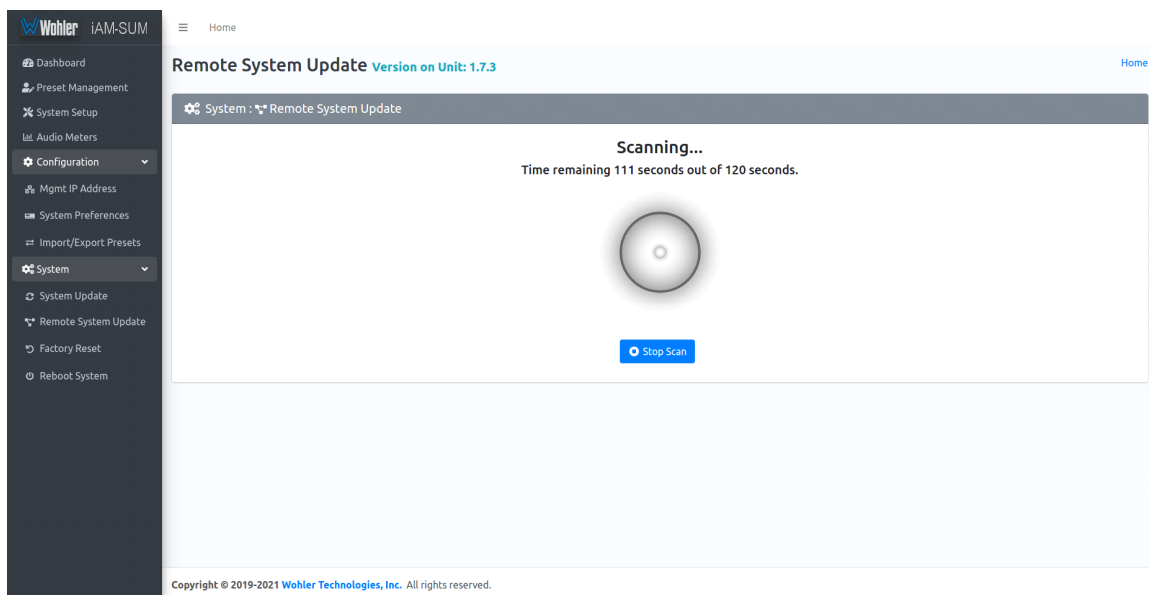 Wohler iAM-SUM
Home
Dashboard
Preset Management
System Setup
Audio Meters
Configuration
Mgmt IP Address
System Preferences
Import/Export Presets
System
System Update
Remote System Update
Factory Reset
Reboot System
Remote System Update Version on Unit: 1.7.3
Home
System : Remote System Update
Scanning...
Time remaining 111 seconds out of 120 seconds.
Stop Scan
Copyright © 2019-2021 Wohler Technologies, Inc. All rights reserved.